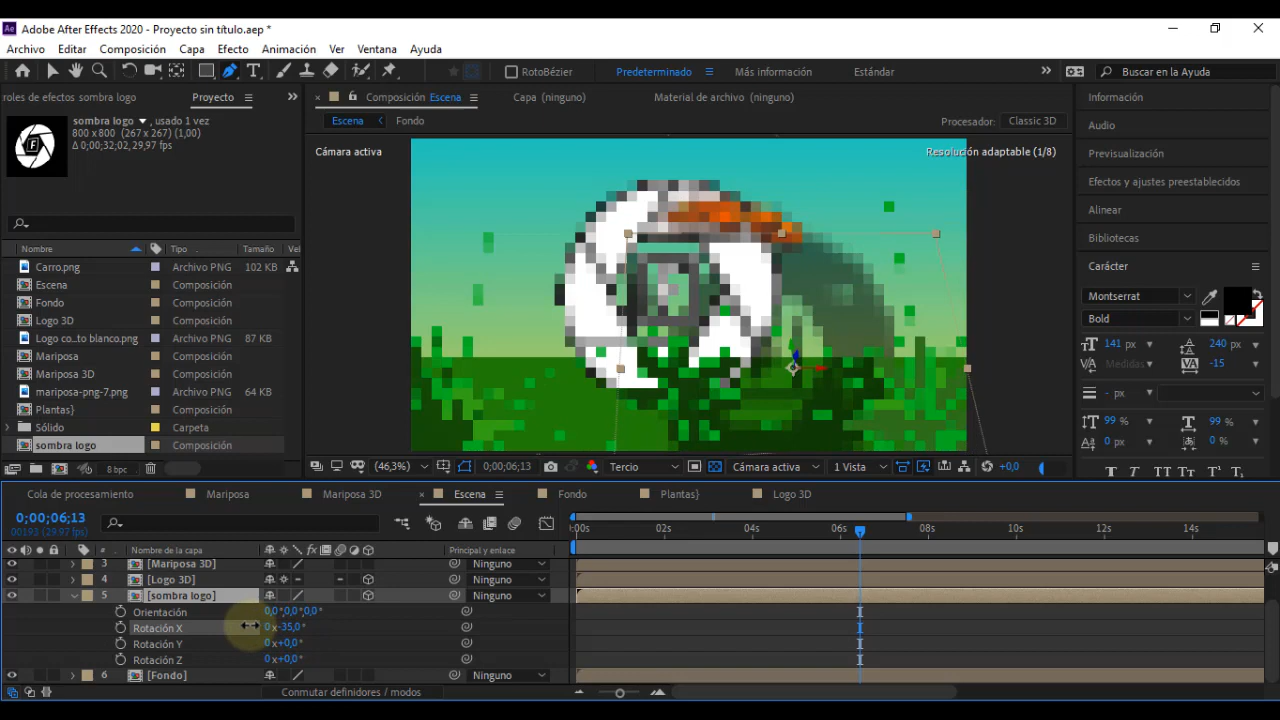 Adobe After Effects 2020 - Proyecto sin título.aep *
Archivo Editar Composición Capa Efecto Animación Ver Ventana Ayuda
RotoBézier Predeterminado Más información Estándar Buscar en la Ayuda
roles de efectos sombra logo Proyecto
Composición Escena Capa (ninguno) Material de archivo (ninguno)
Información
sombra logo , usado 1 vez
800 x 800 (267 x 267) (1,00)
Δ 0;00;32;02, 29,97 fps
Escena Fondo Procesador: Classic 3D
Audio
Cámara activa Resolución adaptable (1/8)
Previsualización
Efectos y ajustes preestablecidos
Alinear
Bibliotecas
Nombre Tipo Tamaño Ve
Carro.png Archivo PNG 102 KB
Escena Composición
Fondo Composición
Logo 3D Composición
Logo co...to blanco.png Archivo PNG 87 KB
Mariposa Composición
Mariposa 3D Composición
mariposa-png-7.png Archivo PNG 64 KB
Plantas} Composición
Sólido Carpeta
sombra logo Composición
8 bpc
Carácter
Montserrat
Bold
141 px 240 px
Medidas -15
- px
99 % 99 %
0 px 0 %
(46,3%) 0;00;06;13 Tercio Cámara activa 1 Vista +0,0
Cola de procesamiento Mariposa Mariposa 3D Escena Fondo Plantas} Logo 3D
0;00;06;13
00193 (29.97 fps)
:00s 02s 04s 06s 08s 10s 12s 14s
# Nombre de la capa Principal y enlace
3 [Mariposa 3D] Ninguno
4 [Logo 3D] Ninguno
5 [sombra logo] Ninguno
Orientación 0,0°,0,0°,0,0°
Rotación X 0x-35,0°
Rotación Y 0x+0,0°
Rotación Z 0x+0,0°
6 [Fondo] Ninguno
Conmutar definidores / modos